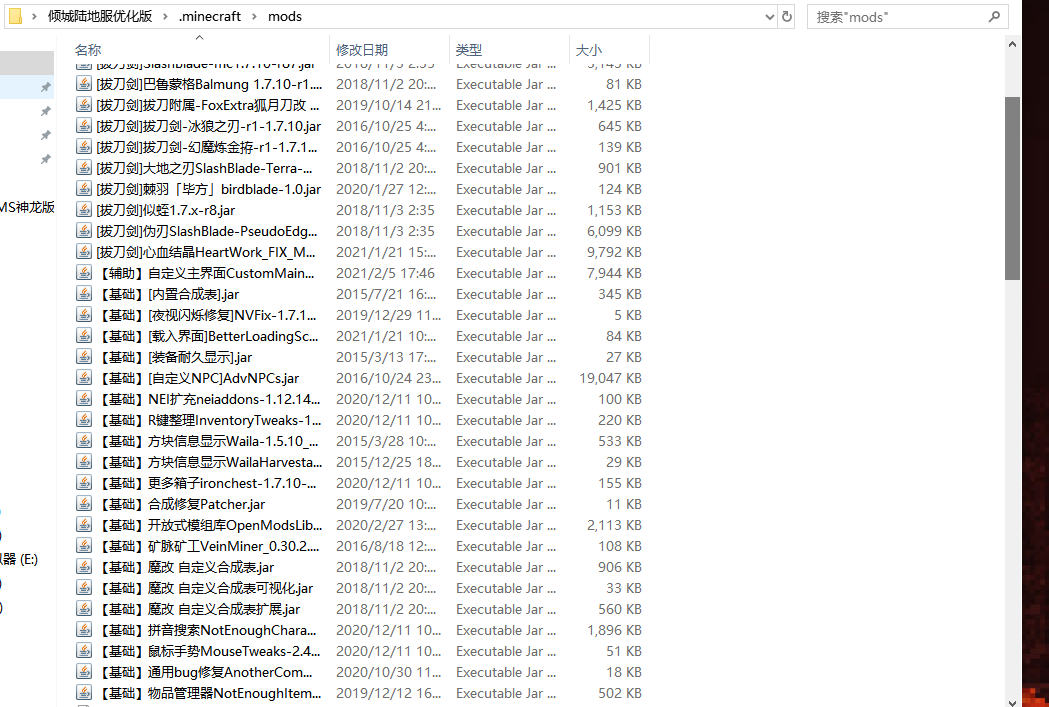 倾城陆地服优化版 › .minecraft › mods 搜索"mods"
名称 修改日期 类型 大小
[拔刀剑]Slashblade-mc1.7.10-r87.jar 2018/11/3 2:35 Executable Jar ... 5,143 KB
[拔刀剑]巴鲁蒙格Balmung 1.7.10-r1.... 2018/11/2 20:... Executable Jar ... 81 KB
[拔刀剑]拔刀附属-FoxExtra狐月刀改 ... 2019/10/14 21... Executable Jar ... 1,425 KB
[拔刀剑]拔刀剑-冰狼之刃-r1-1.7.10.jar 2016/10/25 4:... Executable Jar ... 645 KB
[拔刀剑]拔刀剑-幻魔炼金挵-r1-1.7.1... 2016/10/25 4:... Executable Jar ... 139 KB
[拔刀剑]大地之刃SlashBlade-Terra-... 2018/11/2 20:... Executable Jar ... 901 KB
[拔刀剑]棘羽「毕方」birdblade-1.0.jar 2020/1/27 12:... Executable Jar ... 124 KB
[拔刀剑]似蛭1.7.x-r8.jar 2018/11/3 2:35 Executable Jar ... 1,153 KB
[拔刀剑]伪刃SlashBlade-PseudoEdg... 2018/11/3 2:35 Executable Jar ... 6,099 KB
[拔刀剑]心血结晶HeartWork_FIX_M... 2021/1/21 15:... Executable Jar ... 9,792 KB
【辅助】自定义主界面CustomMain... 2021/2/5 17:46 Executable Jar ... 7,944 KB
【基础】[内置合成表].jar 2015/7/21 16:... Executable Jar ... 345 KB
【基础】[夜视闪烁修复]NVFix-1.7.1... 2019/12/29 11... Executable Jar ... 5 KB
【基础】[载入界面]BetterLoadingSc... 2021/1/21 10:... Executable Jar ... 84 KB
【基础】[装备耐久显示].jar 2015/3/13 17:... Executable Jar ... 27 KB
【基础】[自定义NPC]AdvNPCs.jar 2016/10/24 23... Executable Jar ... 19,047 KB
【基础】NEI扩充neiaddons-1.12.14... 2020/12/11 10... Executable Jar ... 100 KB
【基础】R键整理InventoryTweaks-1... 2020/12/11 10... Executable Jar ... 220 KB
【基础】方块信息显示Waila-1.5.10_... 2015/3/28 10:... Executable Jar ... 533 KB
【基础】方块信息显示WailaHarvesta... 2015/12/25 18... Executable Jar ... 29 KB
【基础】更多箱子ironchest-1.7.10-... 2020/12/11 10... Executable Jar ... 155 KB
【基础】合成修复Patcher.jar 2019/7/20 10:... Executable Jar ... 11 KB
【基础】开放式模组库OpenModsLib... 2020/2/27 13:... Executable Jar ... 2,113 KB
【基础】矿脉矿工VeinMiner_0.30.2.... 2016/8/18 12:... Executable Jar ... 108 KB
【基础】魔改 自定义合成表.jar 2018/11/2 20:... Executable Jar ... 906 KB
【基础】魔改 自定义合成表可视化.jar 2018/11/2 20:... Executable Jar ... 33 KB
【基础】魔改 自定义合成表扩展.jar 2018/11/2 20:... Executable Jar ... 560 KB
【基础】拼音搜索NotEnoughChara... 2020/12/11 10... Executable Jar ... 1,896 KB
【基础】鼠标手势MouseTweaks-2.4... 2020/12/11 10... Executable Jar ... 51 KB
【基础】通用bug修复AnotherCom... 2020/10/30 11... Executable Jar ... 18 KB
【基础】物品管理器NotEnoughItem... 2019/12/12 16... Executable Jar ... 502 KB
MS神龙版
器 (E:)